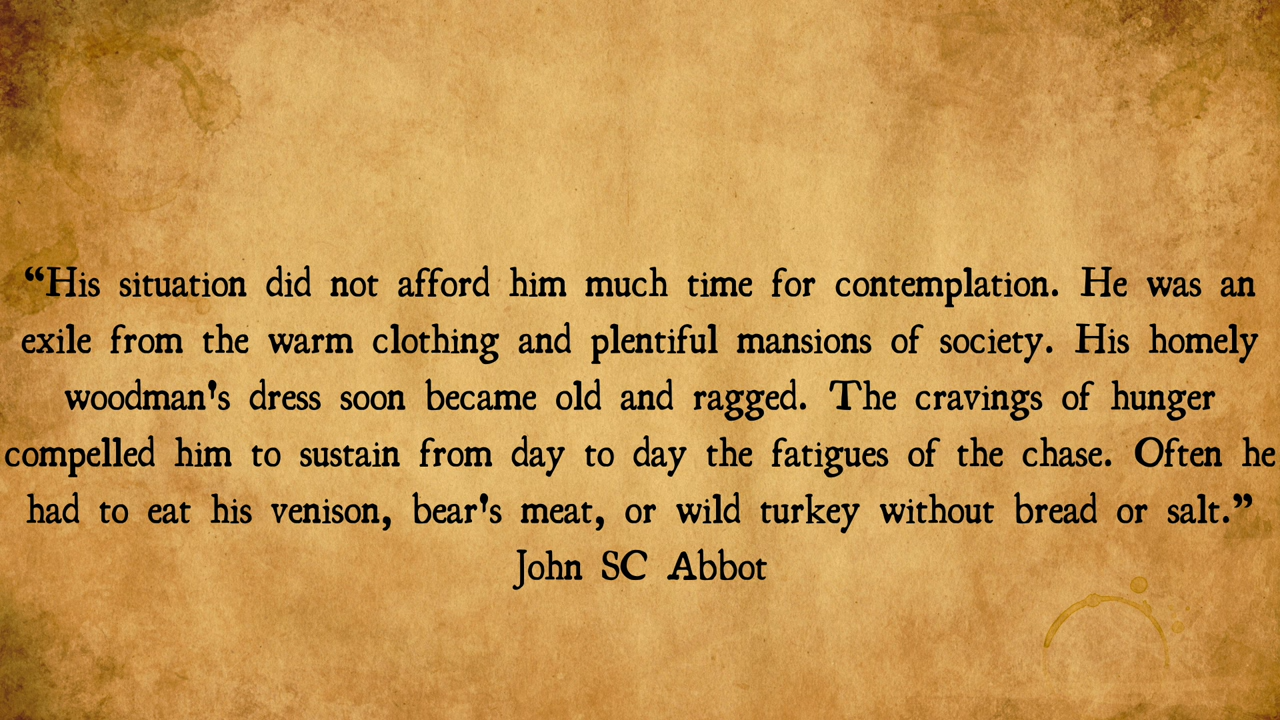 “His situation did not afford him much time for contemplation. He was an
exile from the warm clothing and plentiful mansions of society. His homely
woodman's dress soon became old and ragged. The cravings of hunger
compelled him to sustain from day to day the fatigues of the chase. Often he
had to eat his venison, bear's meat, or wild turkey without bread or salt.”
John SC Abbot